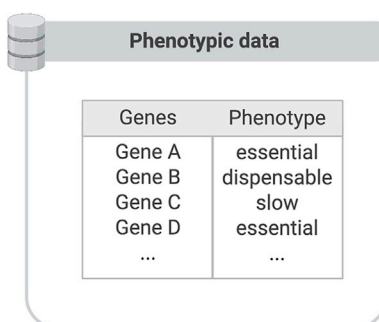 Phenotypic data
Genes Phenotype
Gene A essential
Gene B dispensable
Gene C slow
Gene D essential
... ...